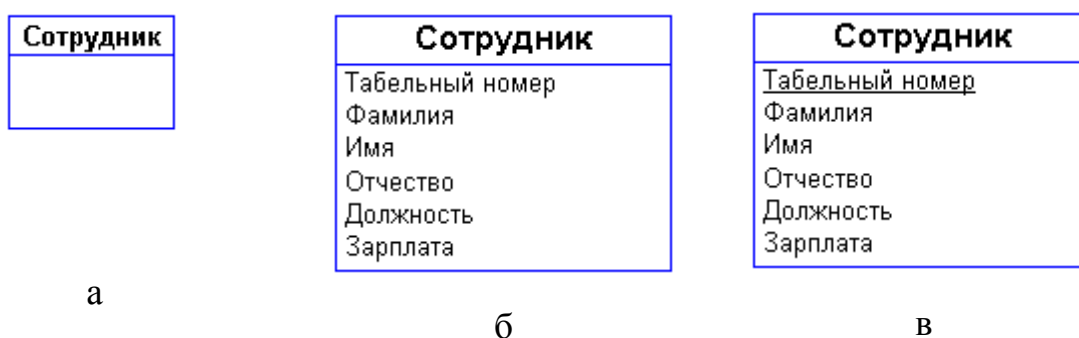 Сотрудник
а
Сотрудник
Табельный номер
Фамилия
Имя
Отчество
Должность
Зарплата
б
Сотрудник
Табельный номер
Фамилия
Имя
Отчество
Должность
Зарплата
в